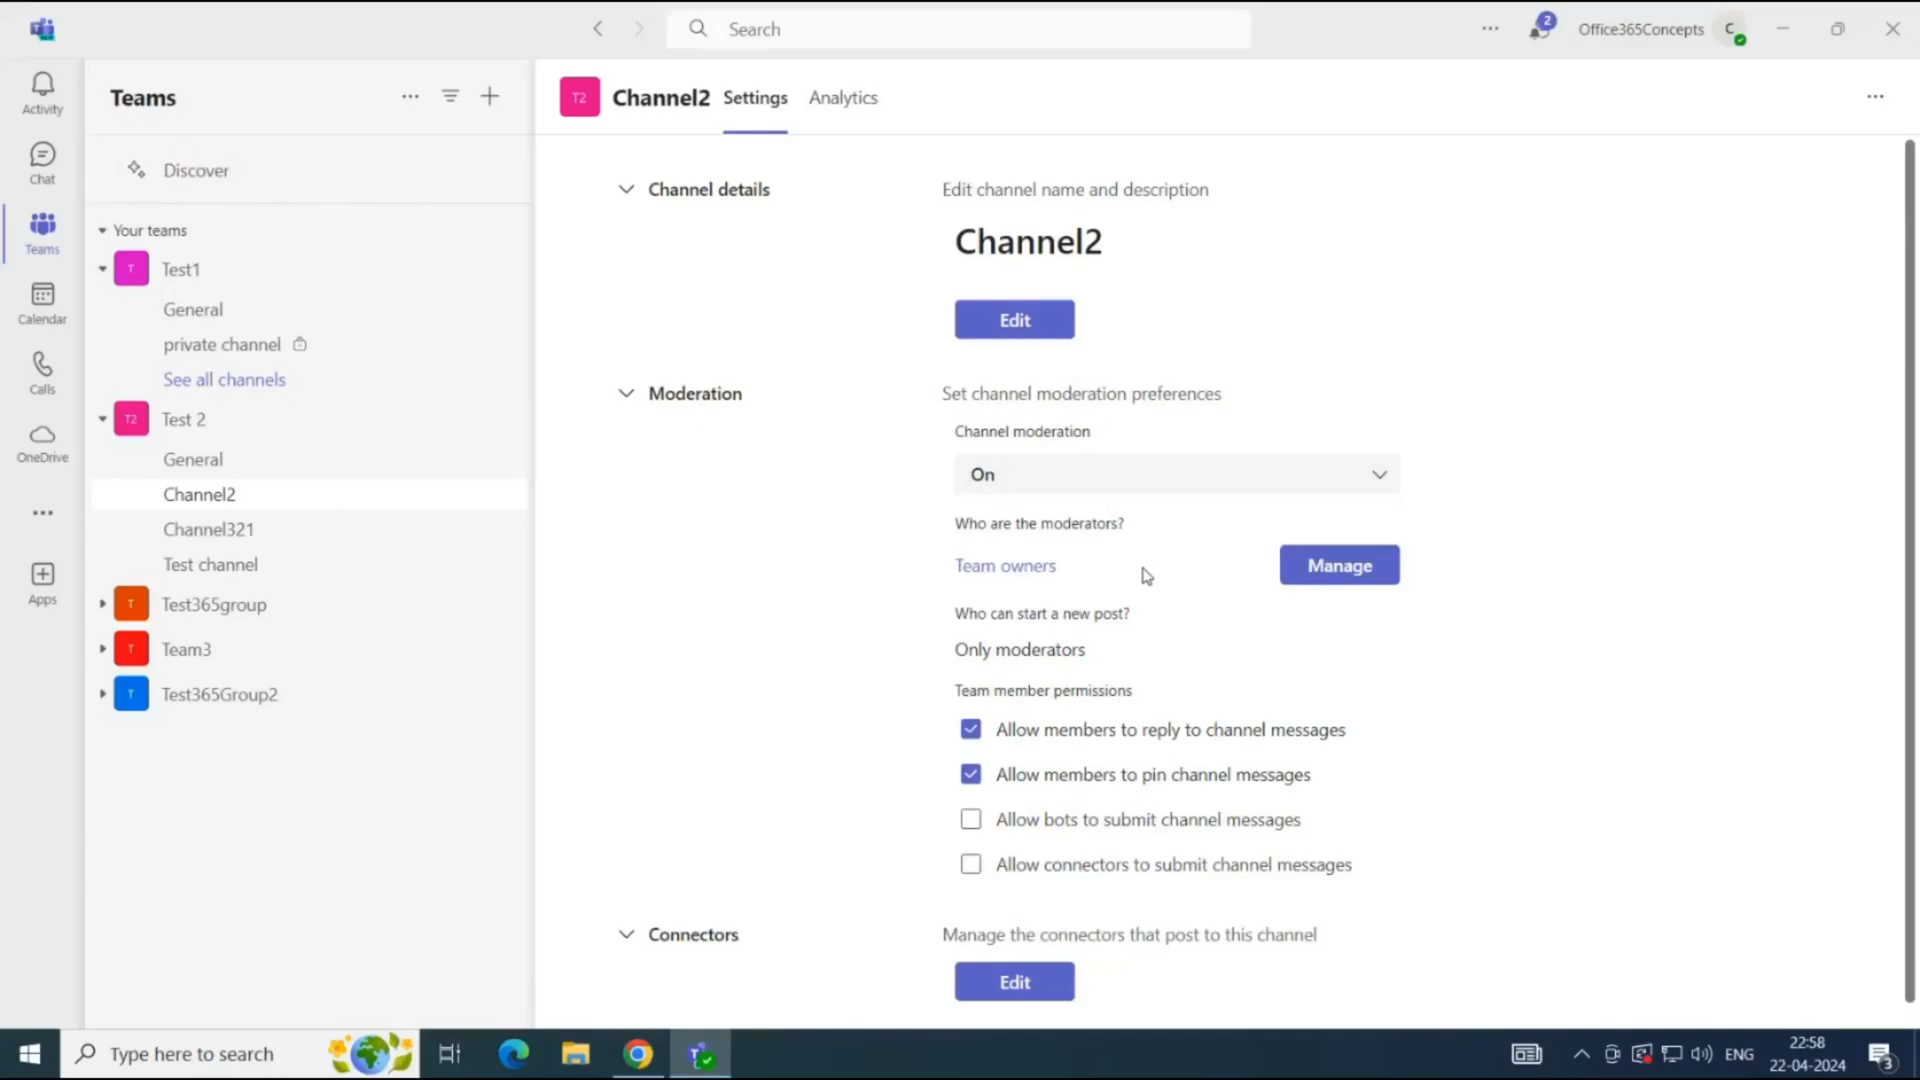 Search
2
Office365Concepts
C
Activity
Chat
Teams
Calendar
Calls
OneDrive
Apps
Teams
Discover
Your teams
T
Test1
General
private channel
See all channels
T2
Test 2
General
Channel2
Channel321
Test channel
T
Test365group
T
Team3
T
Test365Group2
T2
Channel2
Settings
Analytics
Channel details
Edit channel name and description
Channel2
Edit
Moderation
Set channel moderation preferences
Channel moderation
On
Who are the moderators?
Team owners
Manage
Who can start a new post?
Only moderators
Team member permissions
Allow members to reply to channel messages
Allow members to pin channel messages
Allow bots to submit channel messages
Allow connectors to submit channel messages
Connectors
Manage the connectors that post to this channel
Edit
Type here to search
ENG
22:58
22-04-2024
3